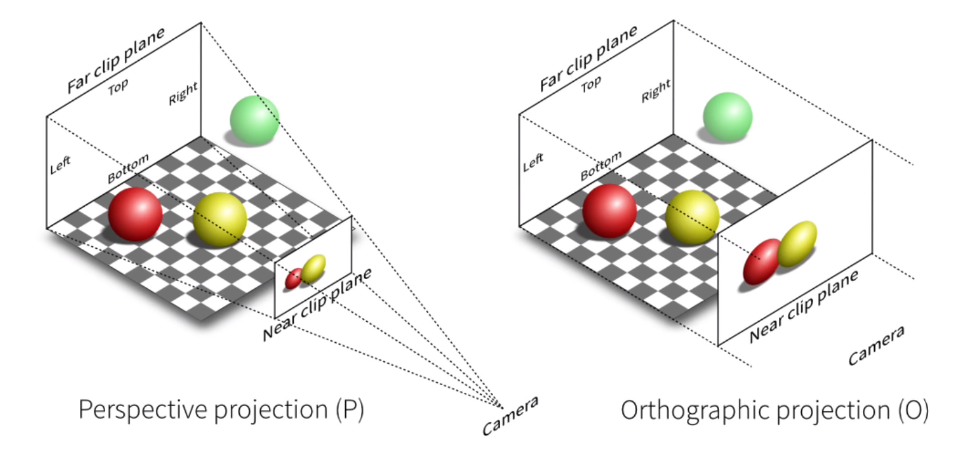 Far clip plane
Top
Right
Left
Bottom
Near clip plane
Camera
Perspective projection (P)
Far clip plane
Top
Right
Left
Bottom
Near clip plane
Camera
Orthographic projection (O)